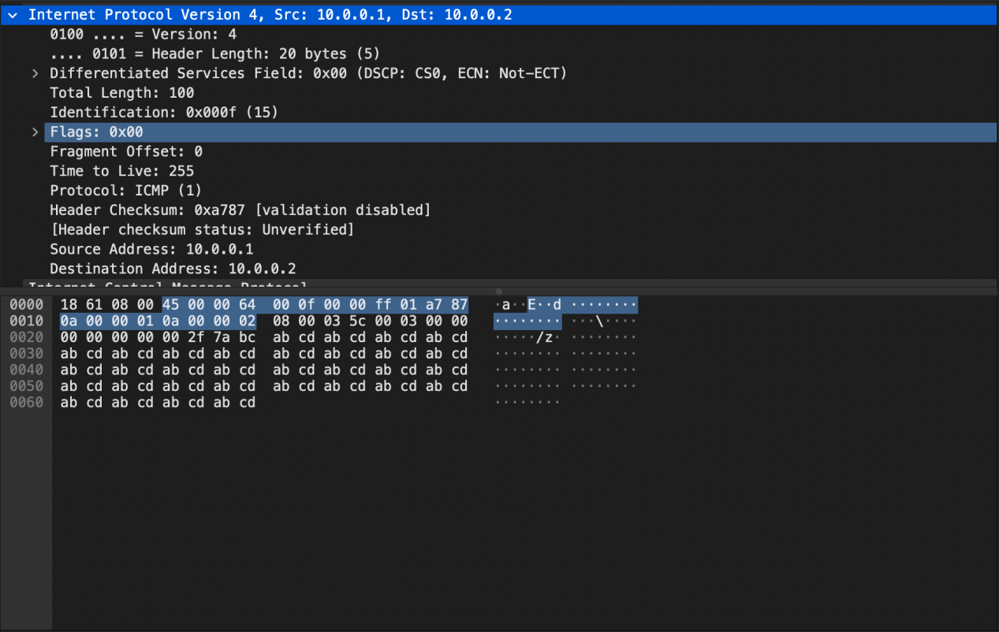 Internet Protocol Version 4, Src: 10.0.0.1, Dst: 10.0.0.2
0100 .... = Version: 4
.... 0101 = Header Length: 20 bytes (5)
Differentiated Services Field: 0x00 (DSCP: CS0, ECN: Not-ECT)
Total Length: 100
Identification: 0x000f (15)
Flags: 0x00
Fragment Offset: 0
Time to Live: 255
Protocol: ICMP (1)
Header Checksum: 0xa787 [validation disabled]
[Header checksum status: Unverified]
Source Address: 10.0.0.1
Destination Address: 10.0.0.2
Internet Control Message Protocol
0000 18 61 08 00 45 00 00 64 00 0f 00 00 ff 01 a7 87 ·a··E··d ········
0010 0a 00 00 01 0a 00 00 02 08 00 03 5c 00 03 00 00 ········ ···\····
0020 00 00 00 00 00 2f 7a bc ab cd ab cd ab cd ab cd ·····/z· ········
0030 ab cd ab cd ab cd ab cd ab cd ab cd ab cd ab cd ········ ········
0040 ab cd ab cd ab cd ab cd ab cd ab cd ab cd ab cd ········ ········
0050 ab cd ab cd ab cd ab cd ab cd ab cd ab cd ab cd ········ ········
0060 ab cd ab cd ab cd ab cd ········